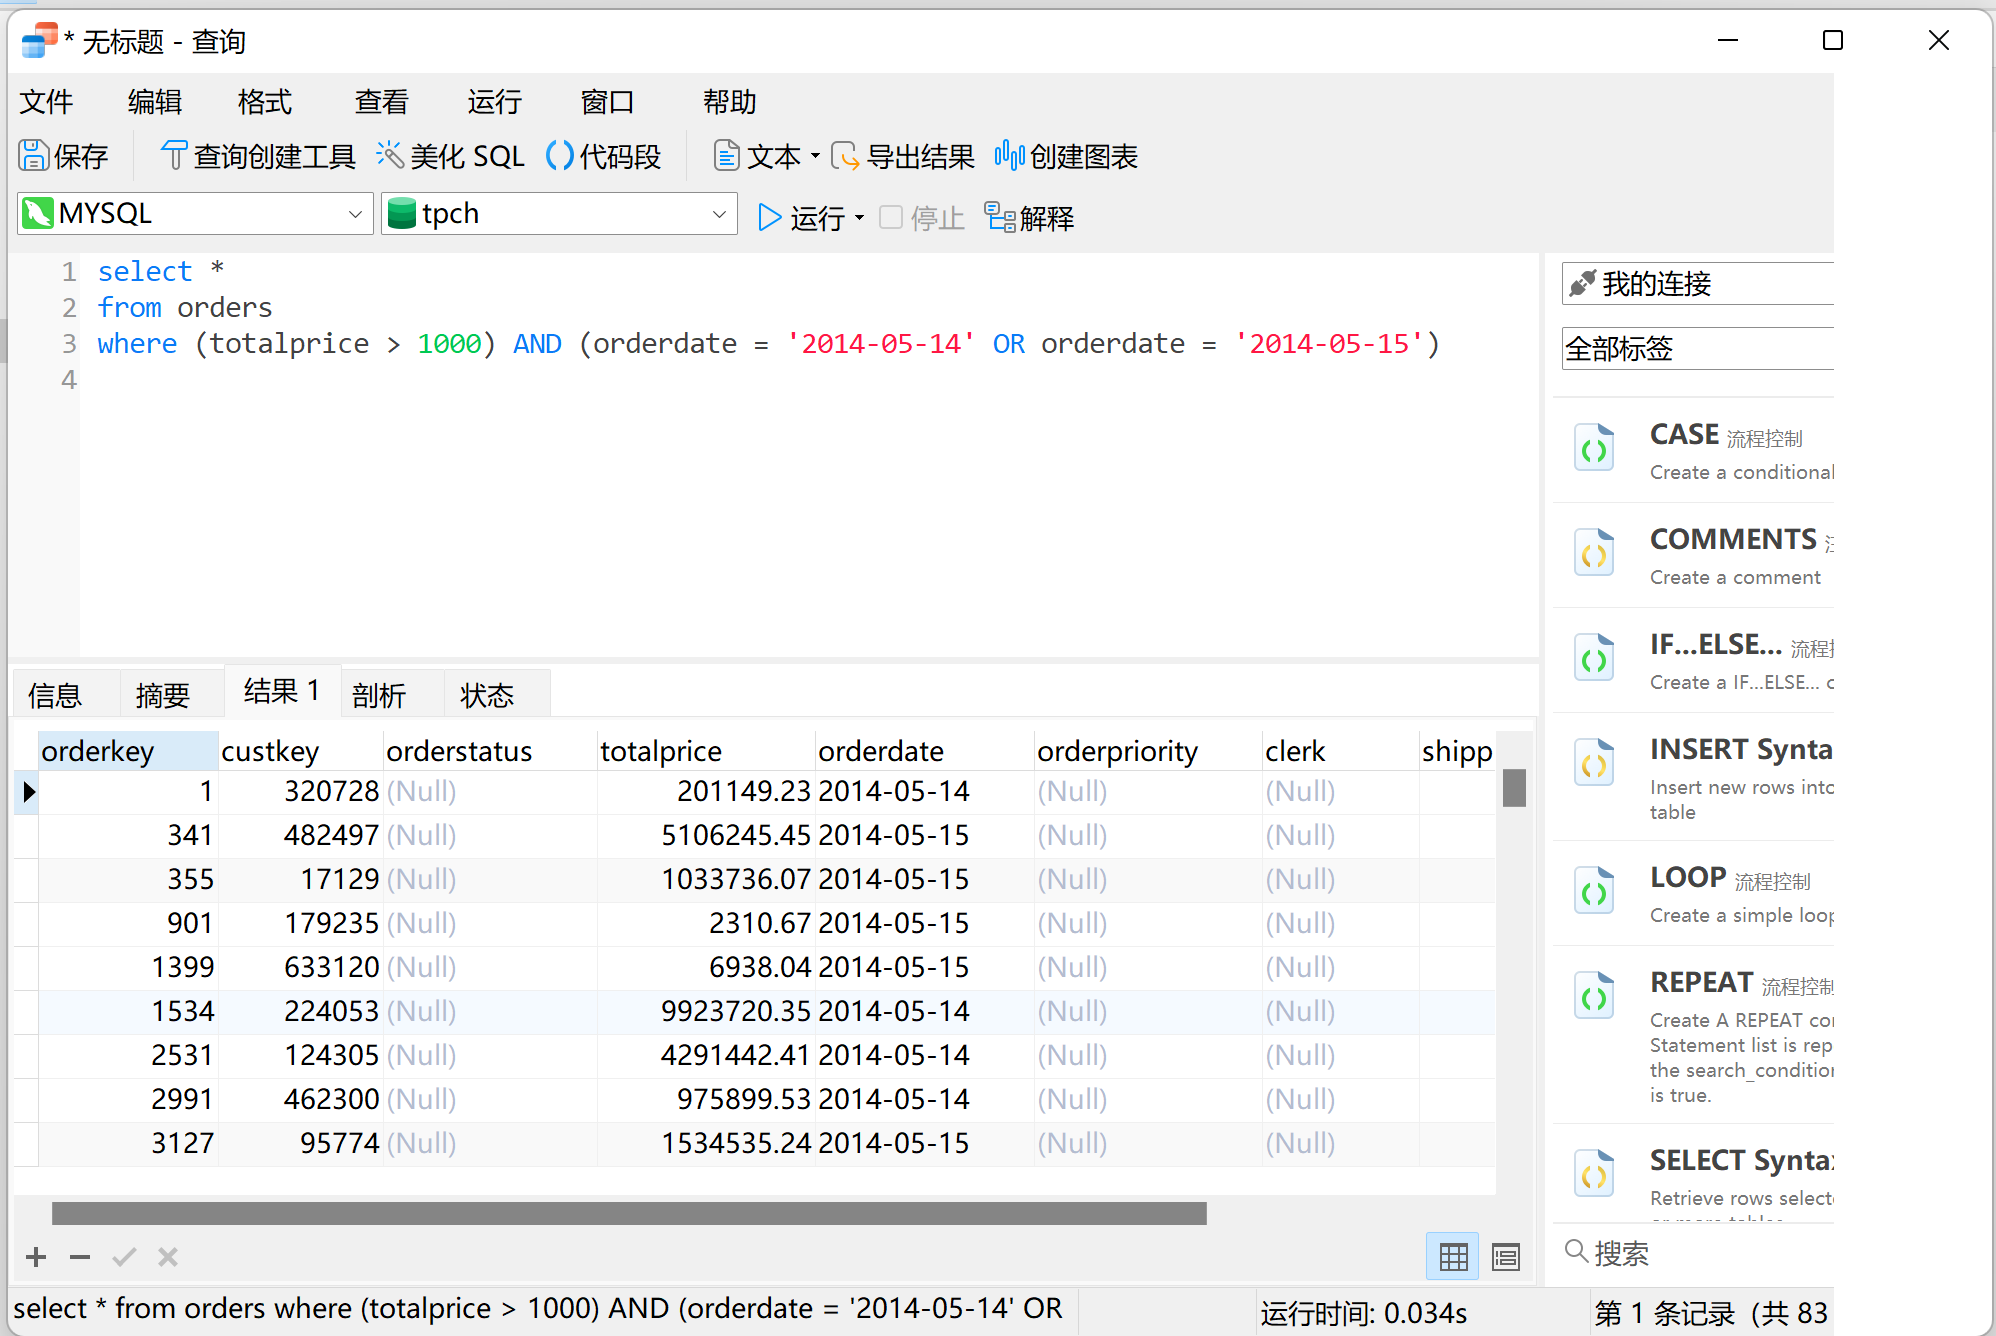 * 无标题 - 查询
文件 编辑 格式 查看 运行 窗口 帮助
保存 查询创建工具 美化 SQL 代码段 文本 导出结果 创建图表
MYSQL tpch 运行 停止 解释
1 select *
2 from orders
3 where (totalprice > 1000) AND (orderdate = '2014-05-14' OR orderdate = '2014-05-15')
4
信息 摘要 结果 1 剖析 状态
orderkey custkey orderstatus totalprice orderdate orderpriority clerk shipp
1 320728 (Null) 201149.23 2014-05-14 (Null) (Null)
341 482497 (Null) 5106245.45 2014-05-15 (Null) (Null)
355 17129 (Null) 1033736.07 2014-05-15 (Null) (Null)
901 179235 (Null) 2310.67 2014-05-15 (Null) (Null)
1399 633120 (Null) 6938.04 2014-05-15 (Null) (Null)
1534 224053 (Null) 9923720.35 2014-05-14 (Null) (Null)
2531 124305 (Null) 4291442.41 2014-05-14 (Null) (Null)
2991 462300 (Null) 975899.53 2014-05-14 (Null) (Null)
3127 95774 (Null) 1534535.24 2014-05-15 (Null) (Null)
我的连接
全部标签
CASE 流程控制
Create a conditional
COMMENTS
Create a comment
IF...ELSE... 流程
Create a IF...ELSE...
INSERT Synta
Insert new rows into
table
LOOP 流程控制
Create a simple loop
REPEAT 流程控制
Create A REPEAT co
Statement list is rep
the search_condition
is true.
SELECT Synta
Retrieve rows select
搜索
select * from orders where (totalprice > 1000) AND (orderdate = '2014-05-14' OR
运行时间: 0.034s
第 1 条记录 (共 83